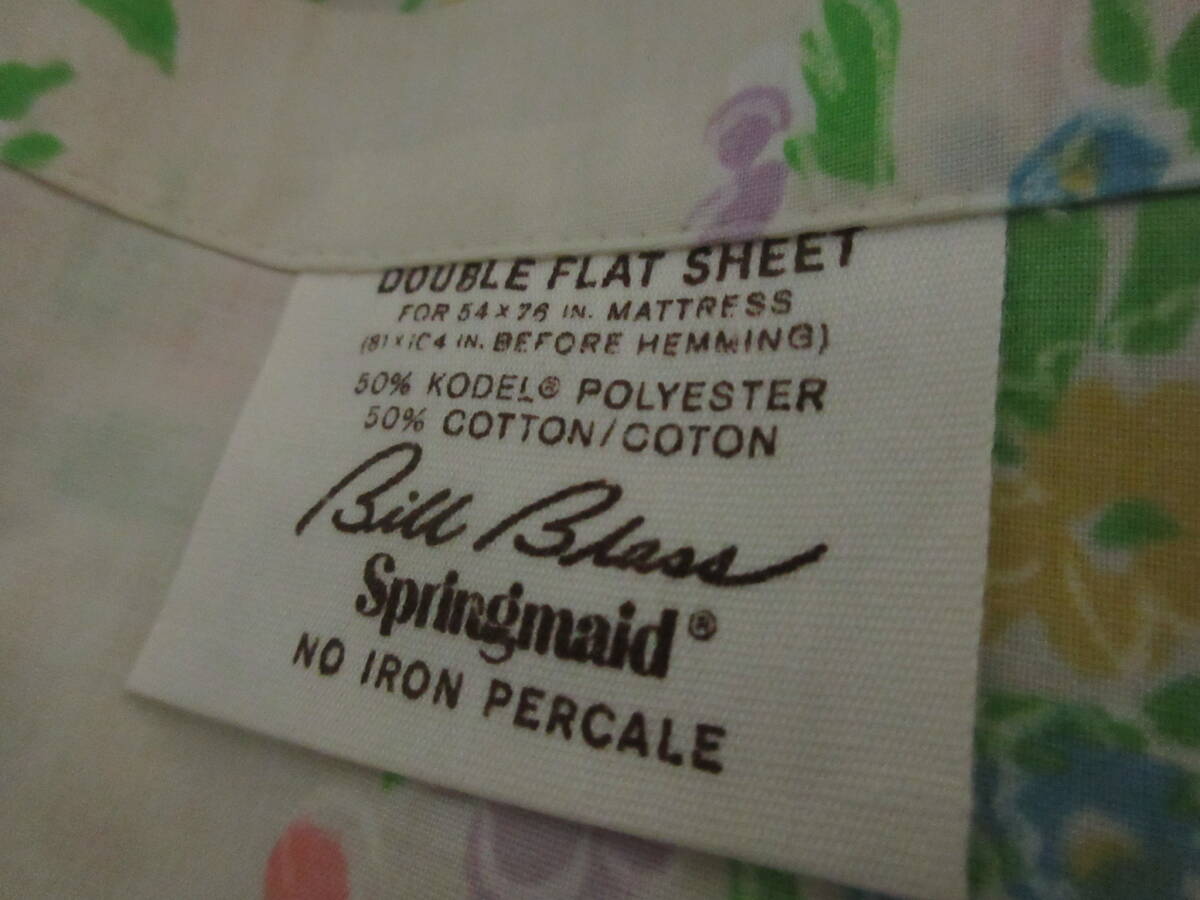 DOUBLE FLAT SHEET
FOR 54 x 76 IN. MATTRESS
(81 x 104 IN. BEFORE HEMMING)
50% KODEL® POLYESTER
50% COTTON/COTON
Bill Blass
Springmaid®
NO IRON PERCALE